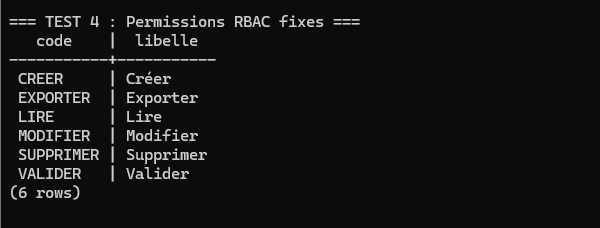 === TEST 4 : Permissions RBAC fixes ===
   code    |  libelle
-----------+-----------
 CREER     | Créer
 EXPORTER  | Exporter
 LIRE      | Lire
 MODIFIER  | Modifier
 SUPPRIMER | Supprimer
 VALIDER   | Valider
(6 rows)